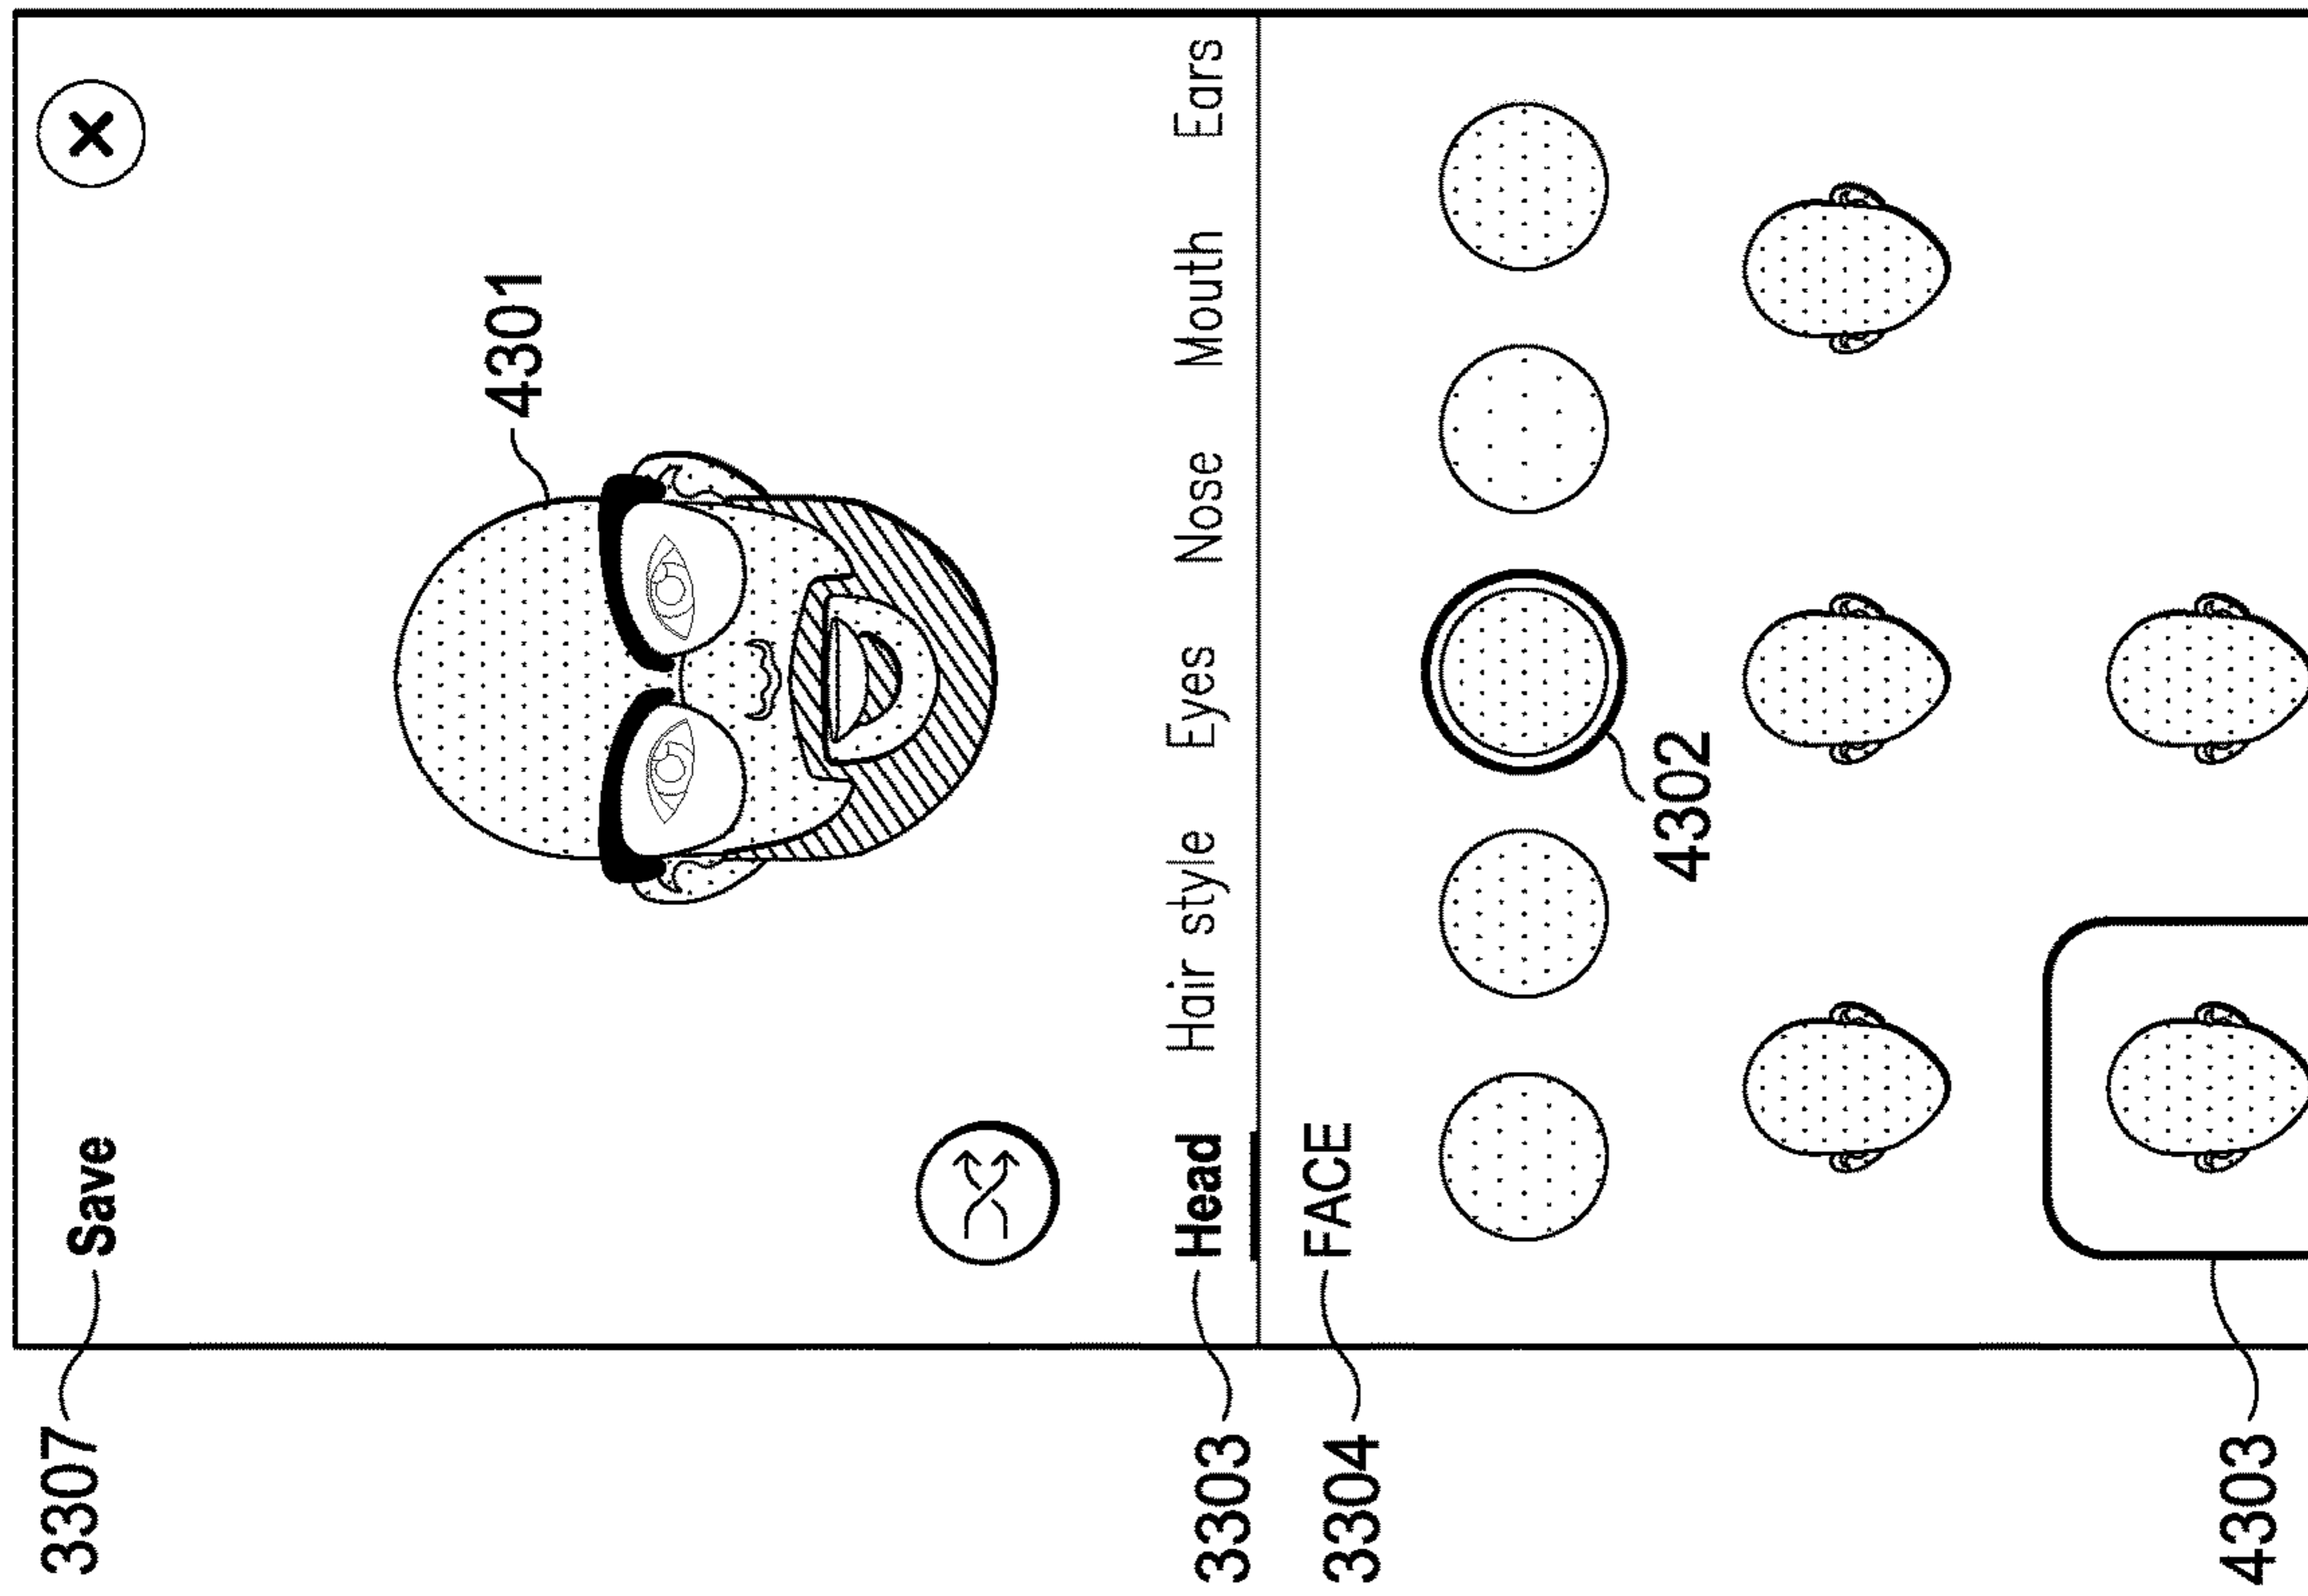 3307 Save
4301
3303 Head Hair style Eyes Nose Mouth Ears
3304 FACE
4302
4303